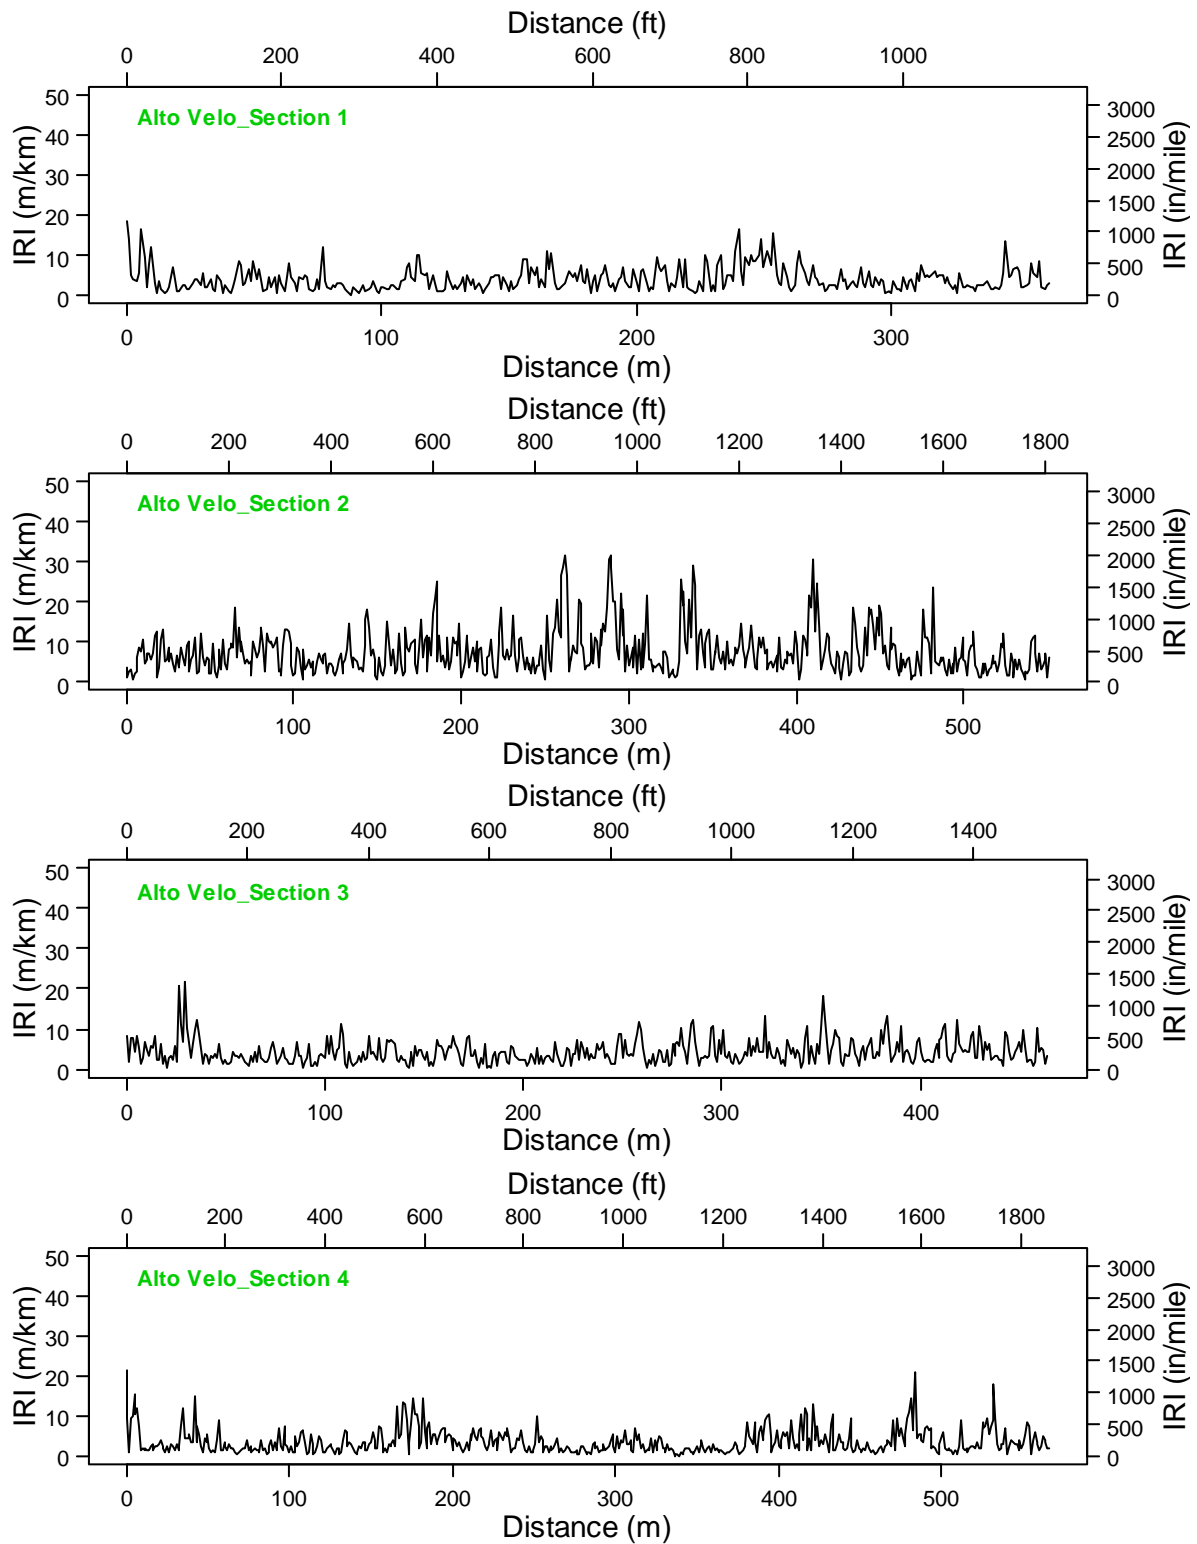 Distance (ft)
0 200 400 600 800 1000
50 40 30 20 10 0
IRI (m/km)
Alto Velo_Section 1
3000 2500 2000 1500 1000 500 0
IRI (in/mile)
0 100 200 300
Distance (m)
Distance (ft)
0 200 400 600 800 1000 1200 1400 1600 1800
50 40 30 20 10 0
IRI (m/km)
Alto Velo_Section 2
3000 2500 2000 1500 1000 500 0
IRI (in/mile)
0 100 200 300 400 500
Distance (m)
Distance (ft)
0 200 400 600 800 1000 1200 1400
50 40 30 20 10 0
IRI (m/km)
Alto Velo_Section 3
3000 2500 2000 1500 1000 500 0
IRI (in/mile)
0 100 200 300 400
Distance (m)
Distance (ft)
0 200 400 600 800 1000 1200 1400 1600 1800
50 40 30 20 10 0
IRI (m/km)
Alto Velo_Section 4
3000 2500 2000 1500 1000 500 0
IRI (in/mile)
0 100 200 300 400 500
Distance (m)